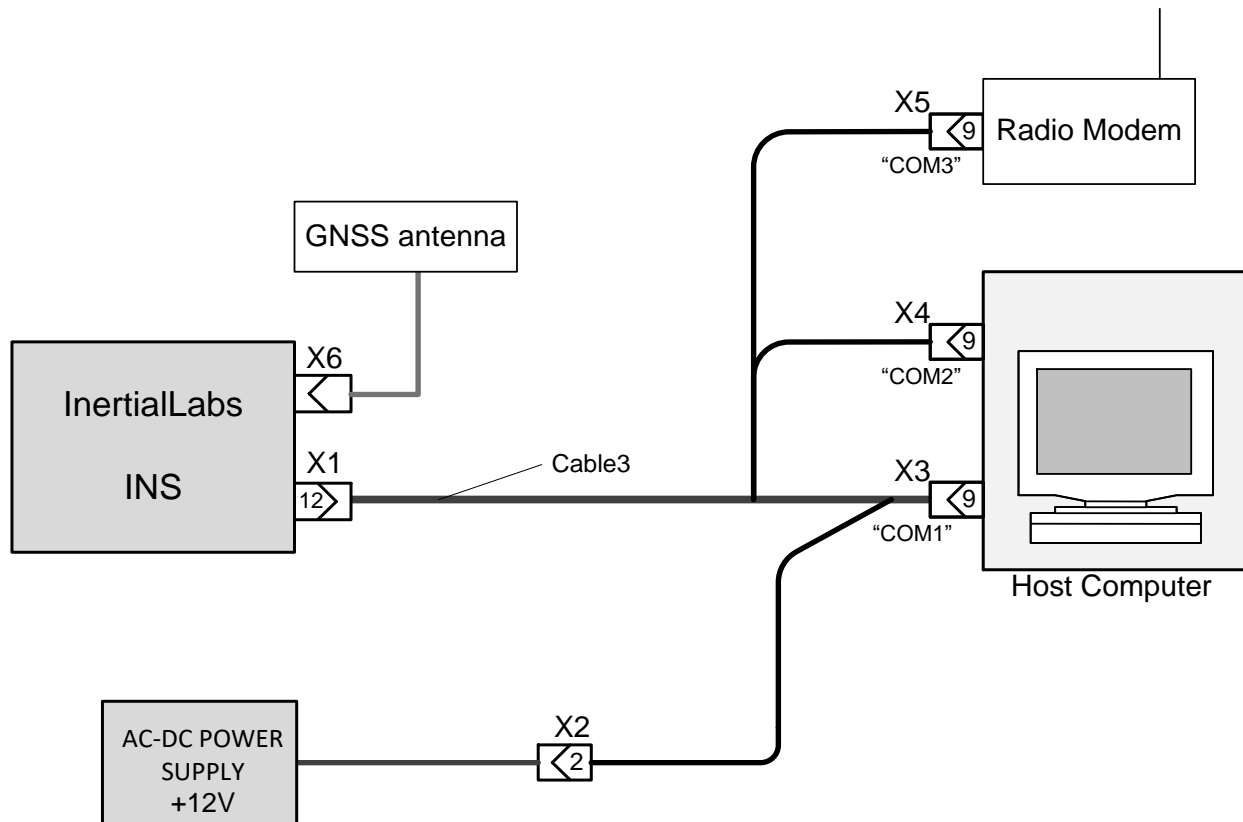 X5
9
Radio Modem
“COM3”
GNSS antenna
X6
X4
9
“COM2”
InertialLabs
INS
X1
12
Cable3
X3
9
“COM1”
Host Computer
X2
2
AC-DC POWER
SUPPLY
+12V